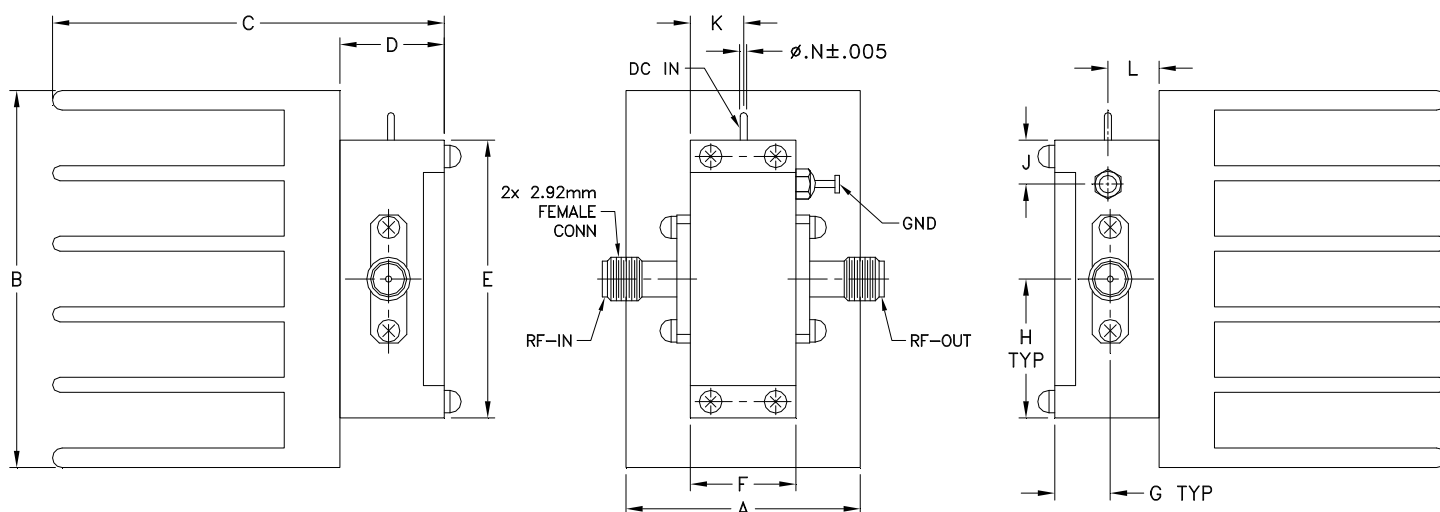 C
D
B
E
K
ø.N±.005
DC IN
2x 2.92mm
FEMALE
CONN
GND
RF-IN
RF-OUT
F
A
L
J
H
TYP
G TYP